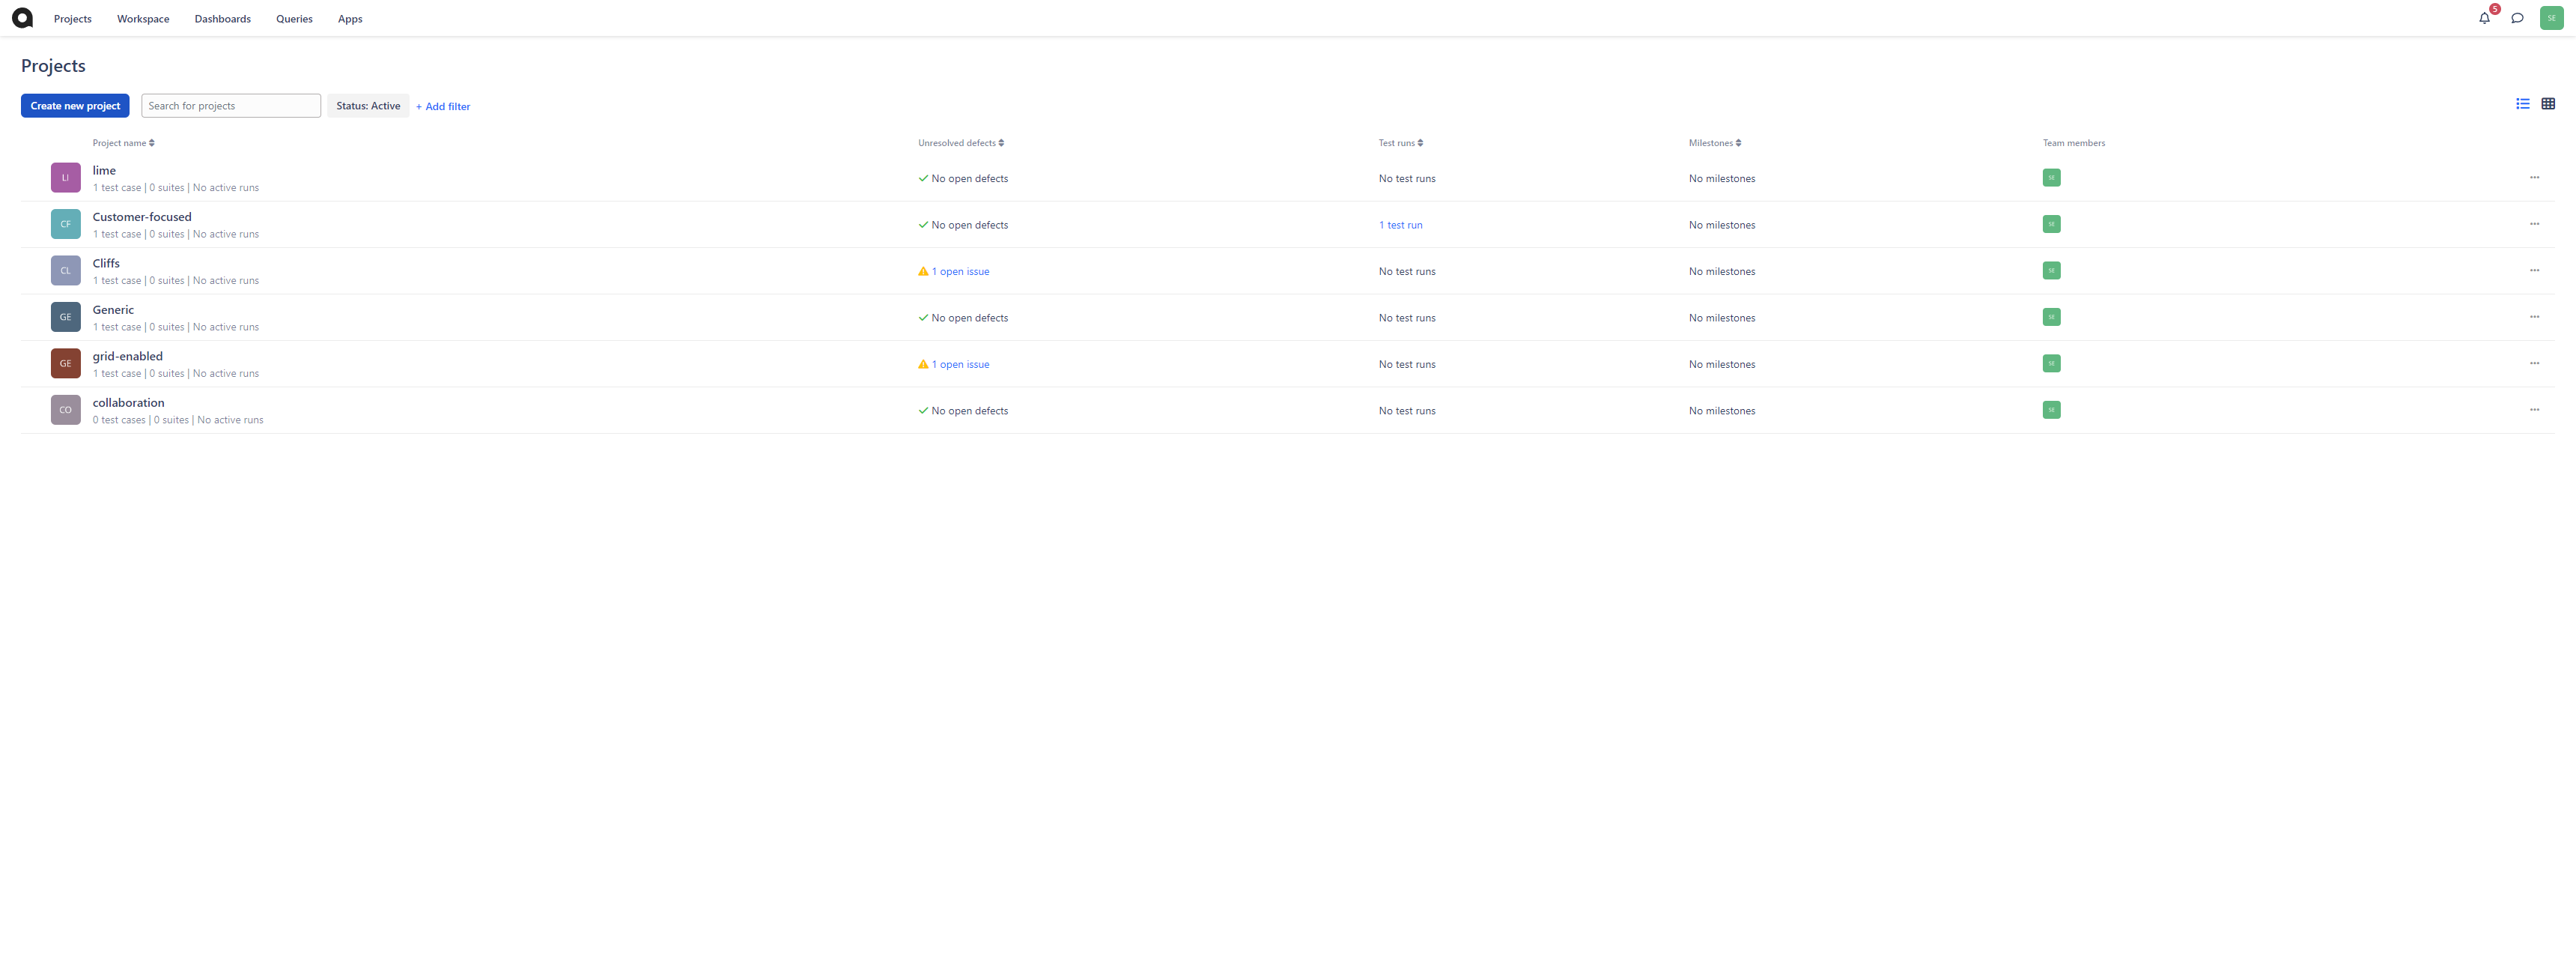 Projects Workspace Dashboards Queries Apps 5 SE
Projects
Create new project Search for projects Status: Active + Add filter
Project name Unresolved defects Test runs Milestones Team members
LI lime
1 test case | 0 suites | No active runs No open defects No test runs No milestones SE
CF Customer-focused
1 test case | 0 suites | No active runs No open defects 1 test run No milestones SE
CL Cliffs
1 test case | 0 suites | No active runs 1 open issue No test runs No milestones SE
GE Generic
1 test case | 0 suites | No active runs No open defects No test runs No milestones SE
GE grid-enabled
1 test case | 0 suites | No active runs 1 open issue No test runs No milestones SE
CO collaboration
0 test cases | 0 suites | No active runs No open defects No test runs No milestones SE